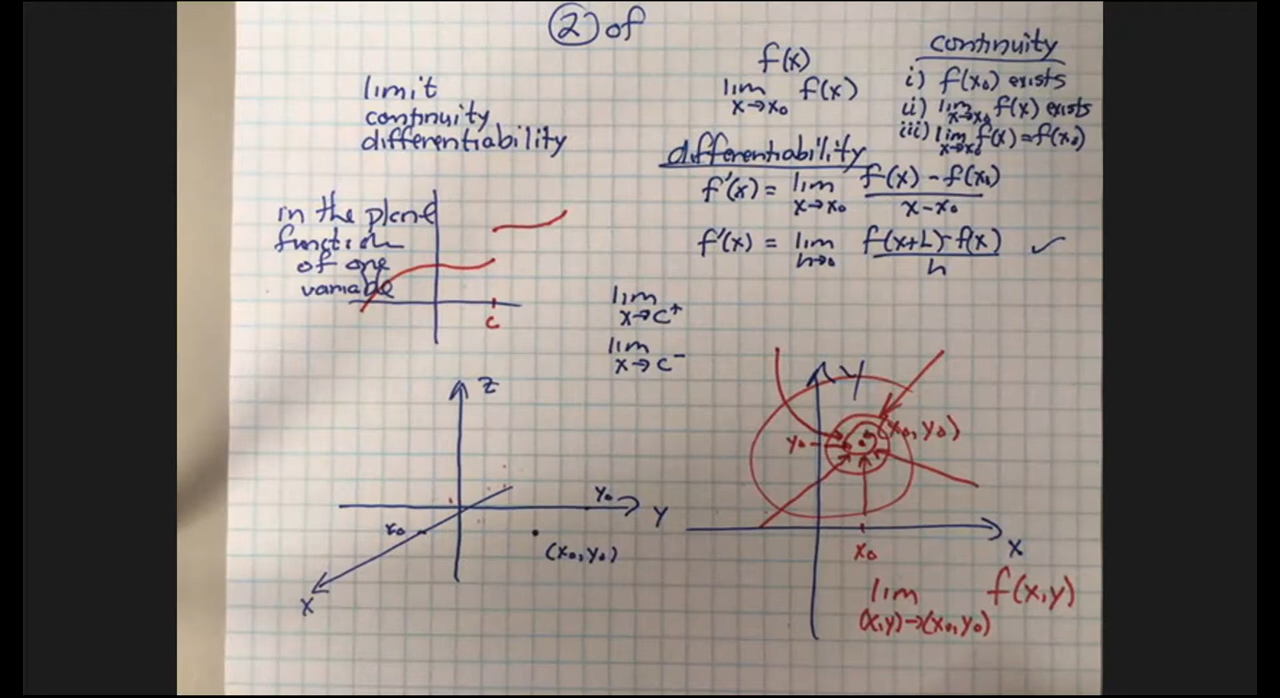 ② of
limit
continuity
differentiability
f(x)
lim f(x)
x→x₀
continuity
i) f(x₀) exists
ii) lim f(x) exists
x→x₀
iii) lim f(x) = f(x₀)
x→x₀
differentiability
f'(x) = lim f(x) - f(x₀)
x→x₀ x - x₀
f'(x) = lim f(x+h) - f(x) ✓
h→0 h
in the plane
function
of one
variable
c
lim
x→c⁺
lim
x→c⁻
z
y₀
y
x₀
(x₀, y₀)
x
y
y₀
(x₀, y₀)
x₀
x
lim f(x,y)
(x,y)→(x₀,y₀)